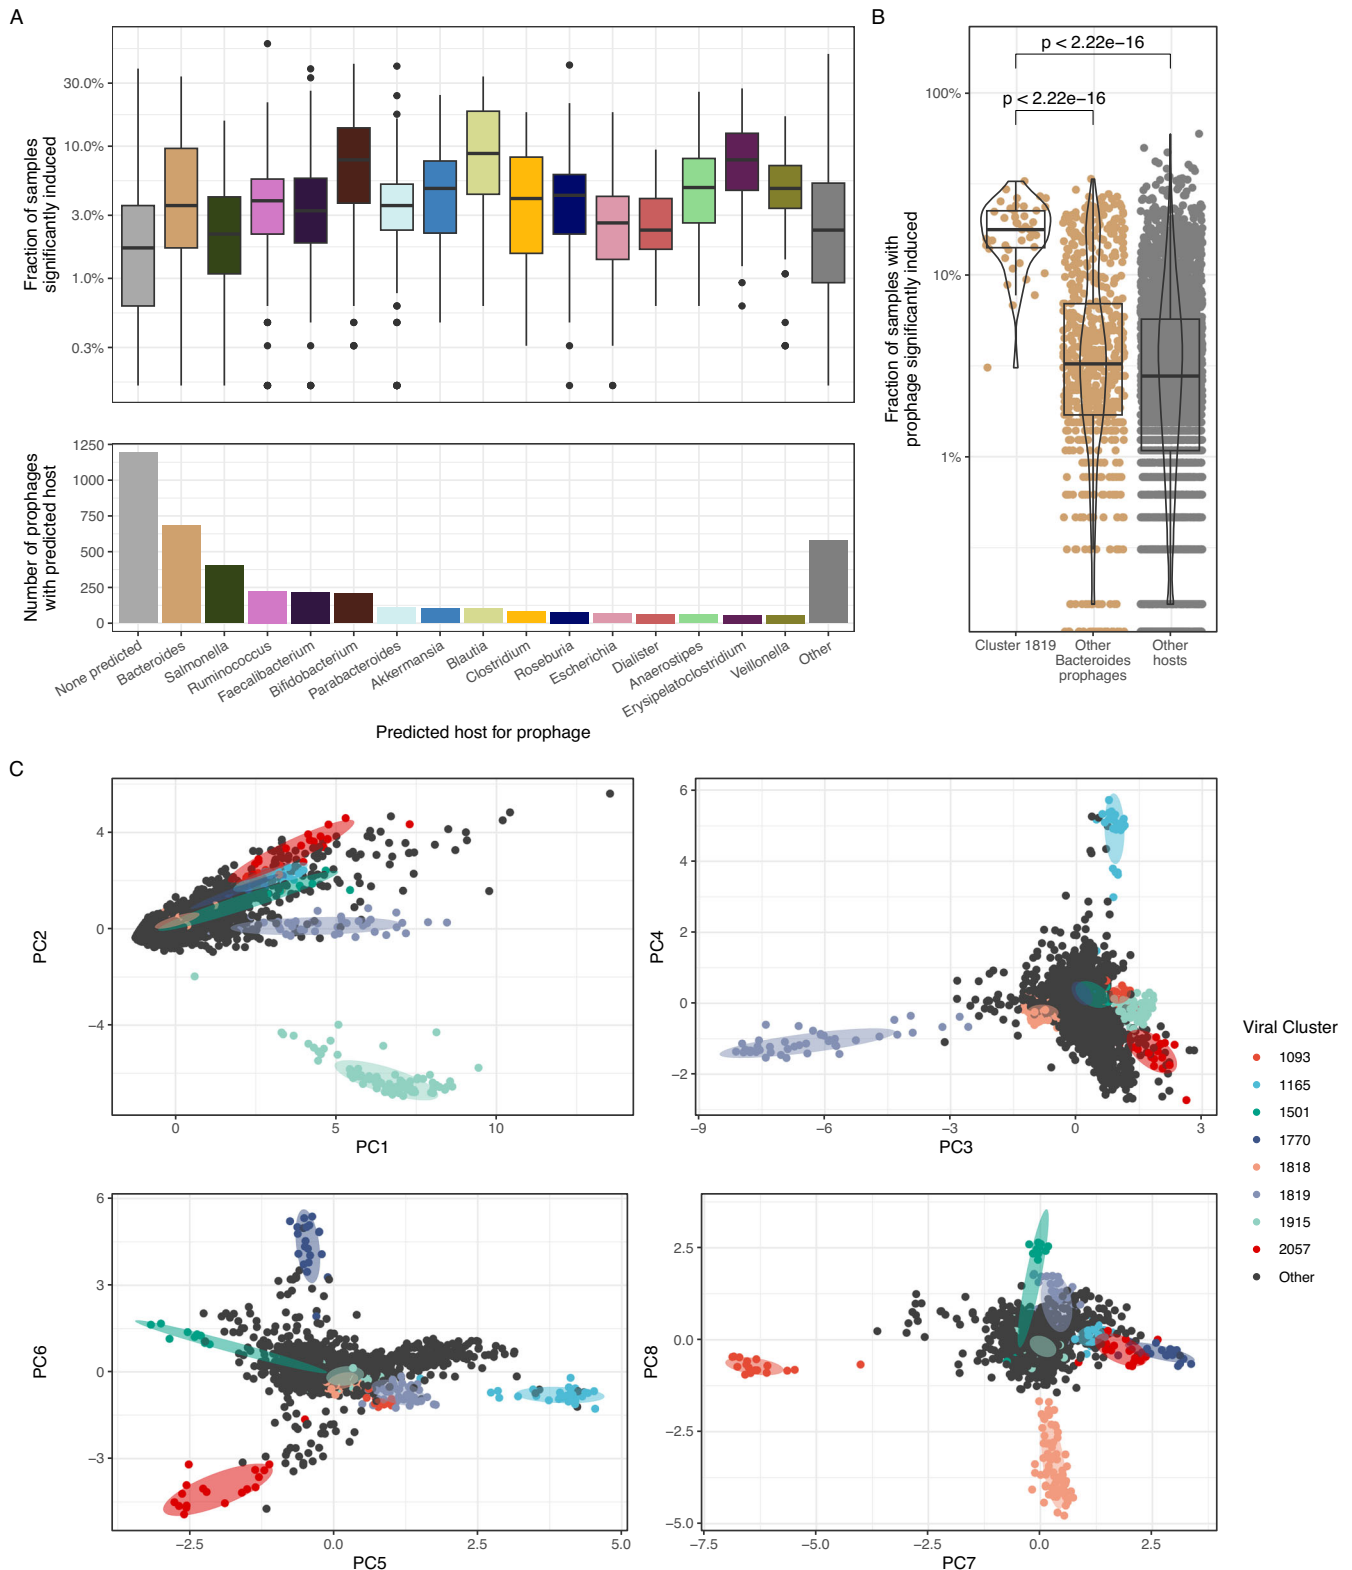 A
Fraction of samples
significantly induced
30.0%
10.0%
3.0%
1.0%
0.3%
Number of prophages
with predicted host
1250
1000
750
500
250
0
None predicted
Bacteroides
Salmonella
Ruminococcus
Faecalibacterium
Bifidobacterium
Parabacteroides
Akkermansia
Blautia
Clostridium
Roseburia
Escherichia
Dialister
Anaerostipes
Erysipelatoclostridium
Veillonella
Other
Predicted host for prophage
B
Fraction of samples with
prophage significantly induced
p < 2.22e−16
p < 2.22e−16
100%
10%
1%
Cluster 1819
Other
Bacteroides
prophages
Other
hosts
C
PC2
4
0
−4
0
5
10
PC1
PC4
6
4
2
0
−2
−9
−6
−3
0
3
PC3
PC6
6
3
0
−3
−2.5
0.0
2.5
5.0
PC5
PC8
2.5
0.0
−2.5
−5.0
−7.5
−5.0
−2.5
0.0
2.5
PC7
Viral Cluster
1093
1165
1501
1770
1818
1819
1915
2057
Other